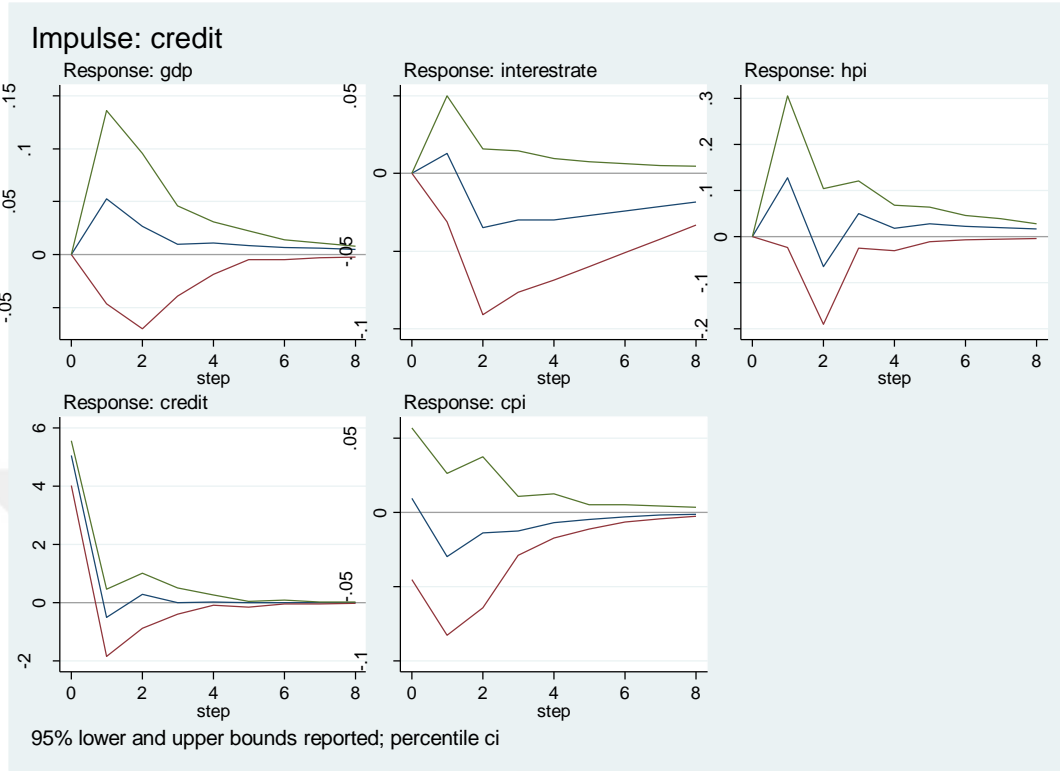 Impulse: credit
Response: gdp
.15
.1
.05
0
-.05
0 2 4 6 8
step
Response: interestrate
.05
0
-.05
-.1
0 2 4 6 8
step
Response: hpi
.3
.2
.1
0
-.1
-.2
0 2 4 6 8
step
Response: credit
6
4
2
0
-2
0 2 4 6 8
step
Response: cpi
.05
0
-.05
-.1
0 2 4 6 8
step
95% lower and upper bounds reported; percentile ci